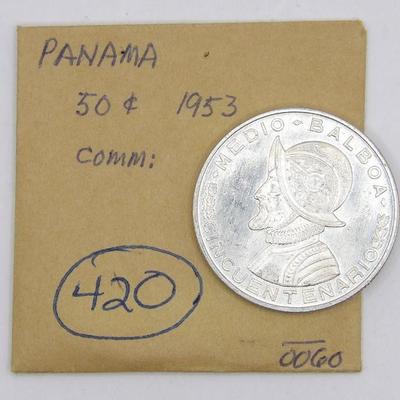 PANAMA
50 ¢ 1953
Comm:
MEDIO BALBOA
CINCUENTENARIO
420
0060